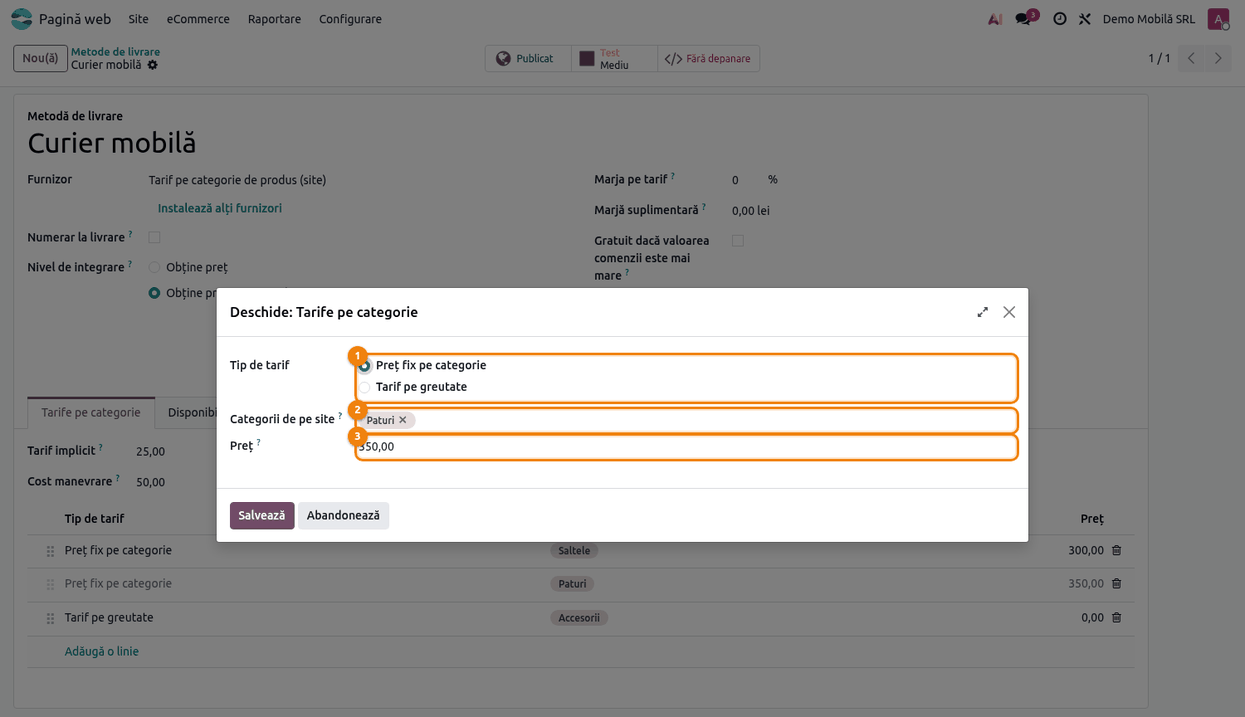 Pagină web Site eCommerce Raportare Configurare AI 3 Demo Mobilă SRL A
Nou(ă) Metode de livrare
Curier mobilă
Publicat
Test
Mediu
</> Fără depanare
1 / 1
Metodă de livrare
Curier mobilă
Furnizor Tarif pe categorie de produs (site)
Instalează alți furnizori
Numerar la livrare ?
Nivel de integrare ? Obține preț
Marja pe tarif ? 0 %
Marjă suplimentară ? 0,00 lei
Gratuit dacă valoarea
comenzii este mai
mare ?
Deschide: Tarife pe categorie
Tip de tarif
1 Preț fix pe categorie
Tarif pe greutate
Categorii de pe site ? 2 Paturi
Preț ? 3 350,00
Salvează Abandonează
Tarife pe categorie
Tarif implicit ? 25,00
Cost manevrare ? 50,00
Tip de tarif Preț
Preț fix pe categorie Saltele 300,00
Preț fix pe categorie Paturi 350,00
Tarif pe greutate Accesorii 0,00
Adăugă o linie